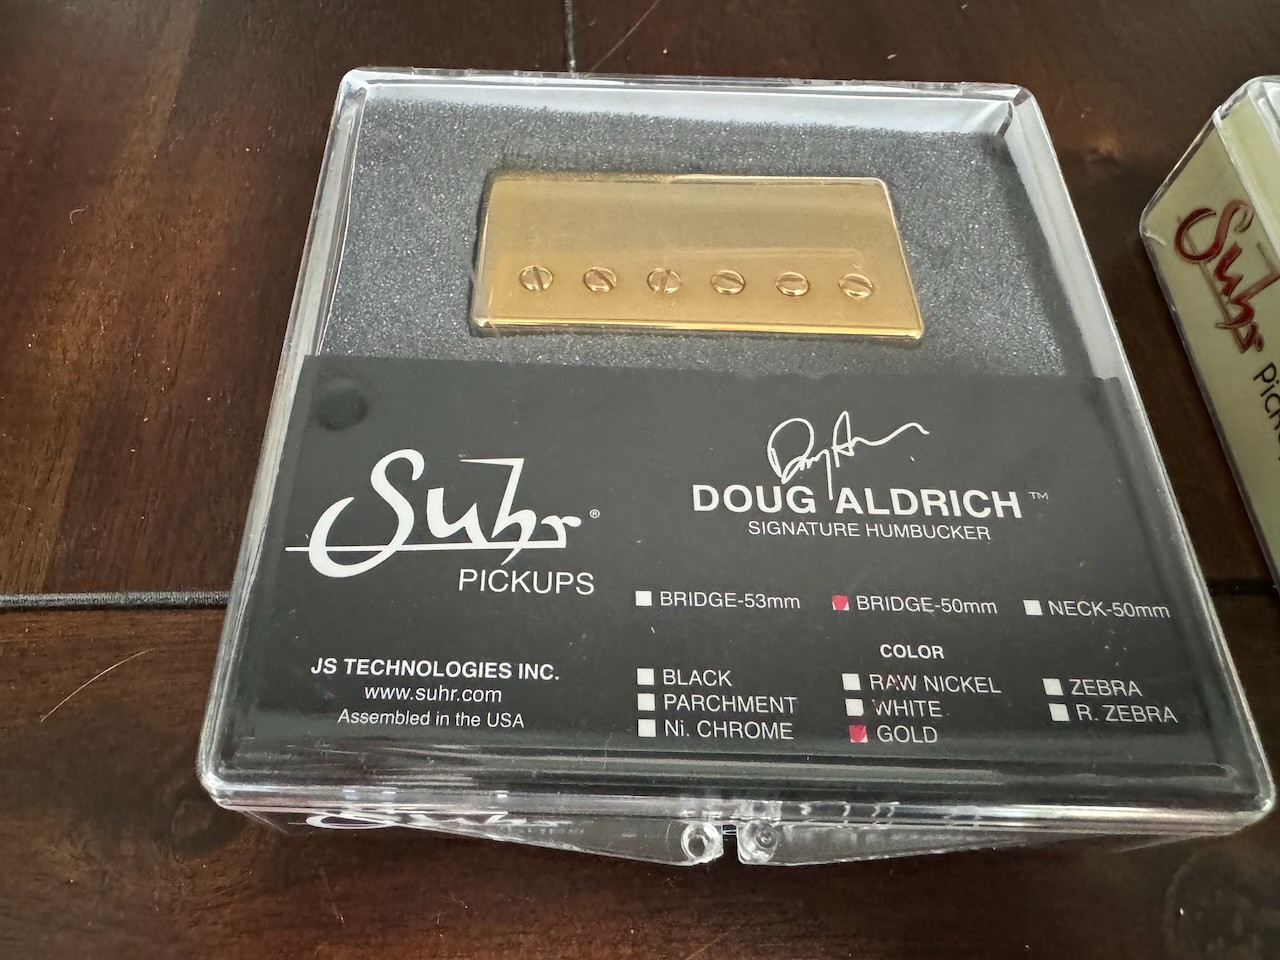 Suhr®
PICKUPS
DOUG ALDRICH™
SIGNATURE HUMBUCKER
BRIDGE-53mm BRIDGE-50mm NECK-50mm
COLOR
BLACK RAW NICKEL ZEBRA
PARCHMENT WHITE R. ZEBRA
Ni. CHROME GOLD
JS TECHNOLOGIES INC.
www.suhr.com
Assembled in the USA
Suhr
Suhr